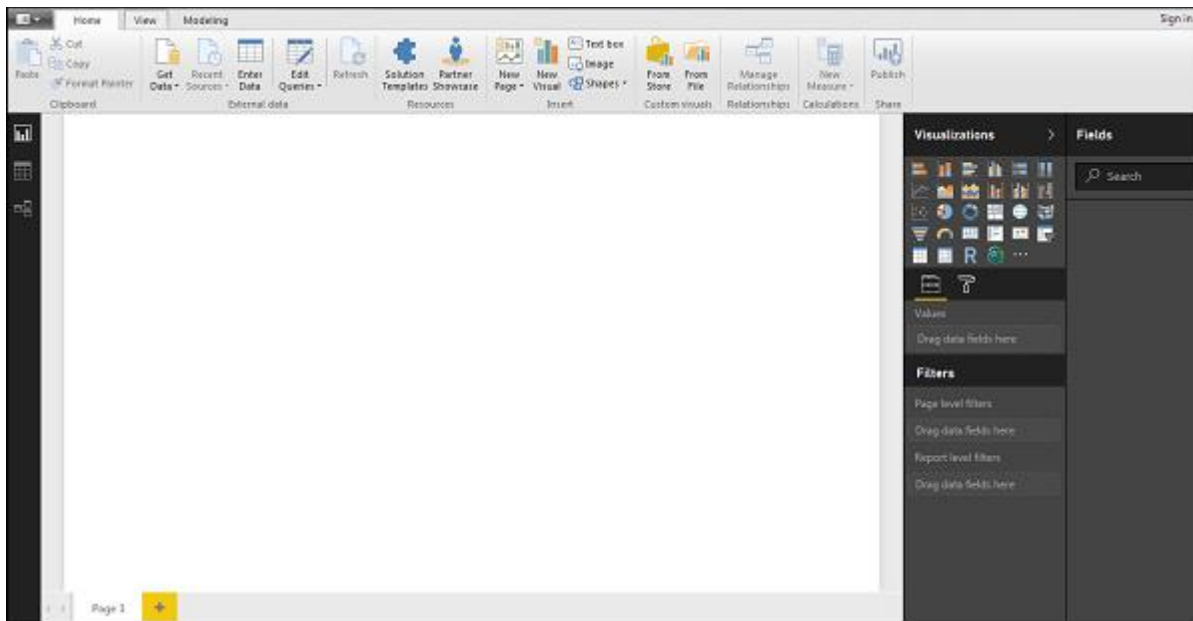 Home View Modeling Sign in
Paste
Cut
Copy
Format Painter
Get Data
Recent Sources
Enter Data
Edit Queries
Refresh
Solution Templates
Partner Showcase
New Page
New Visual
Text box
Image
Shapes
From Store
From File
Manage Relationships
New Measure
Publish
Clipboard External data Resources Insert Custom visuals Relationships Calculations Share
Visualizations
R
Values
Drag data fields here
Filters
Page level filters
Drag data fields here
Report level filters
Drag data fields here
Fields
Search
Page 1